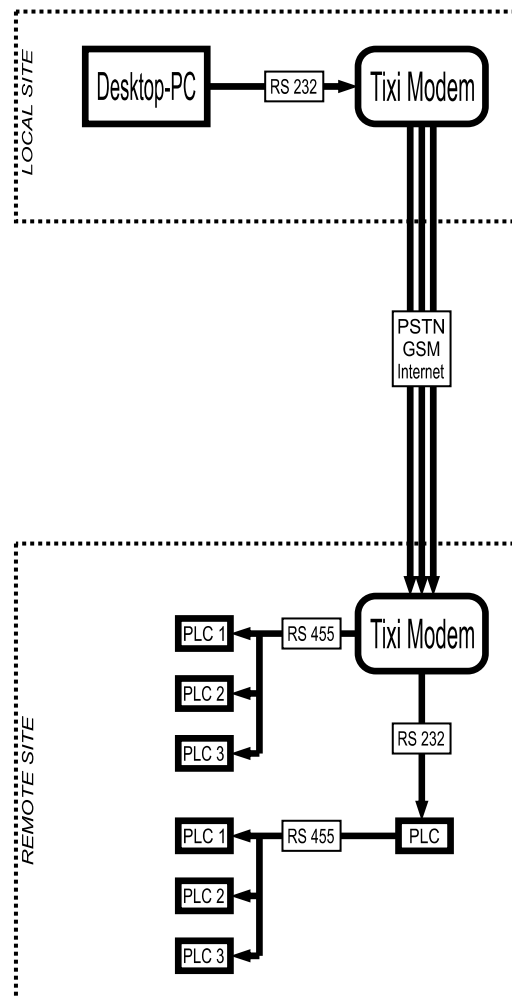 LOCAL SITE
Desktop-PC
RS 232
Tixi Modem
PSTN
GSM
Internet
REMOTE SITE
Tixi Modem
PLC 1
RS 455
PLC 2
PLC 3
RS 232
PLC 1
RS 455
PLC
PLC 2
PLC 3